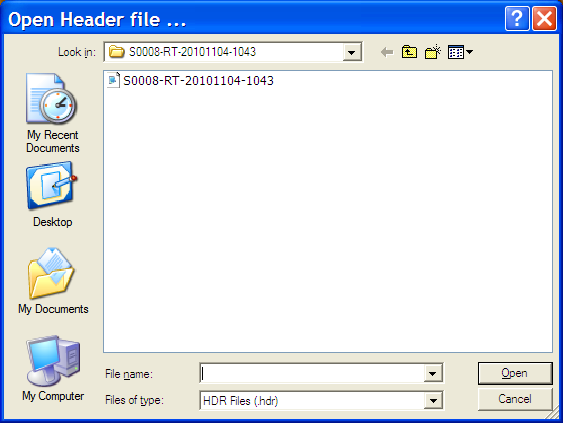 Open Header file ...
Look in: S0008-RT-20101104-1043
S0008-RT-20101104-1043
My Recent
Documents
Desktop
My Documents
My Computer
File name:
Open
Files of type: HDR Files (.hdr)
Cancel